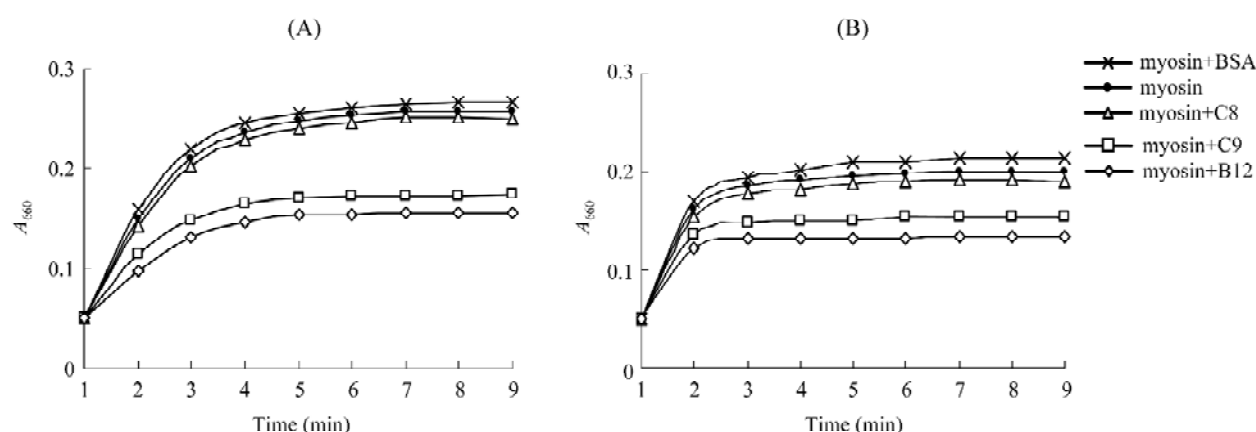 (A)
(B)
0.3
0.2
0.1
0
A660
1 2 3 4 5 6 7 8 9
Time (min)
0.3
0.2
0.1
0
A660
1 2 3 4 5 6 7 8 9
Time (min)
myosin+BSA
myosin
myosin+C8
myosin+C9
myosin+B12